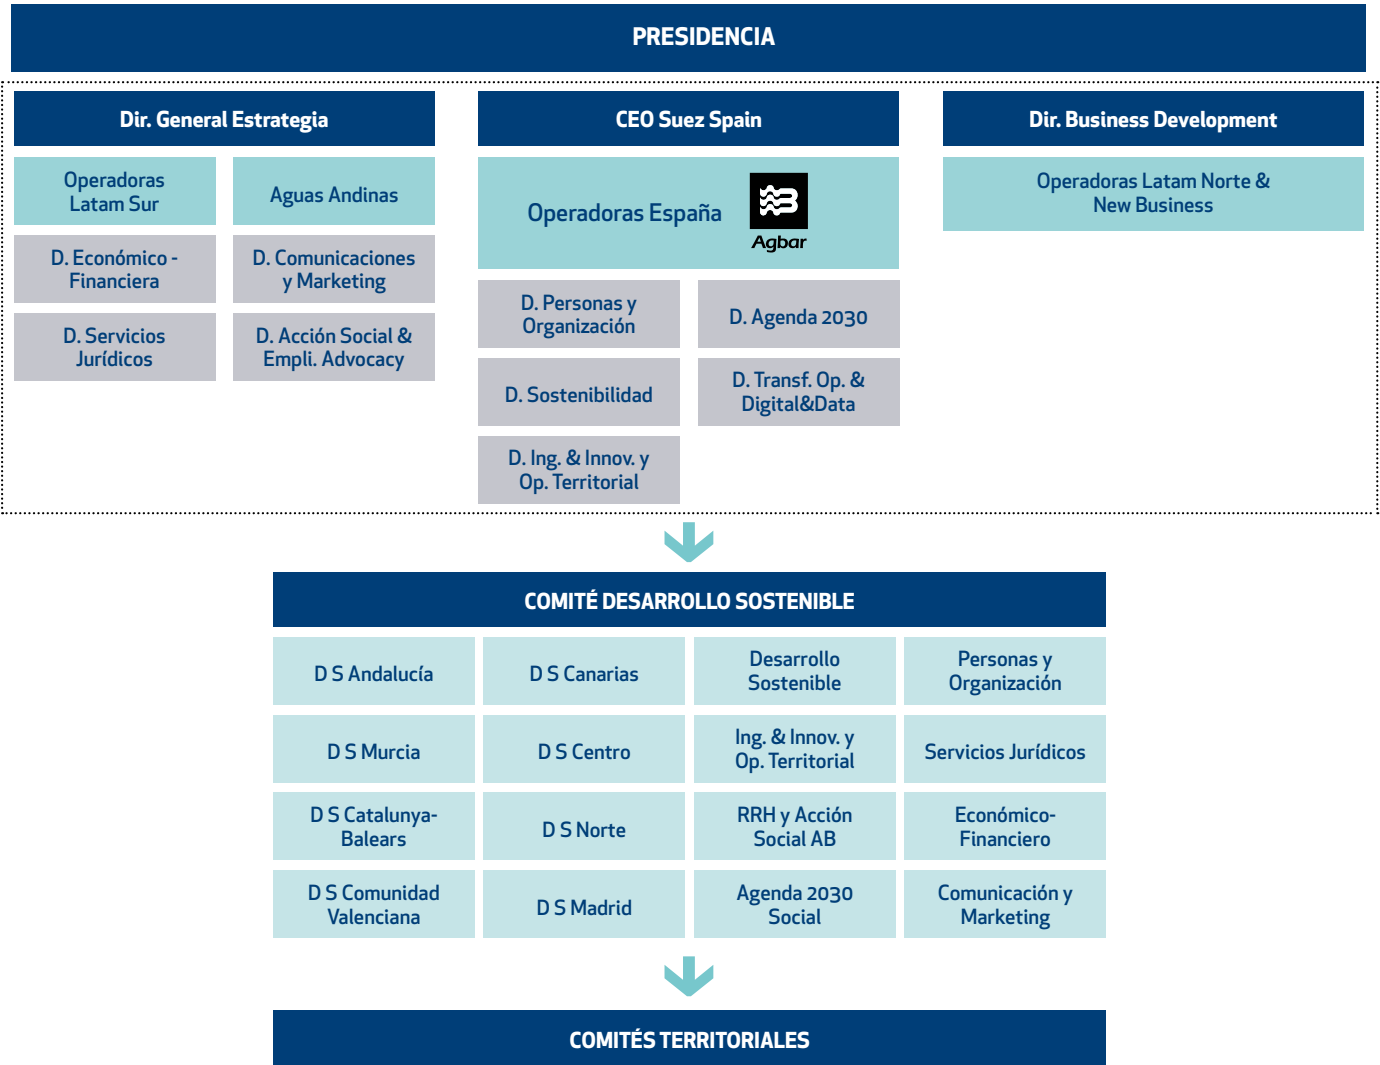 PRESIDENCIA
Dir. General Estrategia
Operadoras
Latam Sur
Aguas Andinas
D. Económico -
Financiera
D. Comunicaciones
y Marketing
D. Servicios
Jurídicos
D. Acción Social &
Empli. Advocacy
CEO Suez Spain
Operadoras España
Agbar
D. Personas y
Organización
D. Agenda 2030
D. Sostenibilidad
D. Transf. Op. &
Digital&Data
D. Ing. & Innov. y
Op. Territorial
Dir. Business Development
Operadoras Latam Norte &
New Business
COMITÉ DESARROLLO SOSTENIBLE
D S Andalucía
D S Canarias
Desarrollo
Sostenible
Personas y
Organización
D S Murcia
D S Centro
Ing. & Innov. y
Op. Territorial
Servicios Jurídicos
D S Catalunya-
Balears
D S Norte
RRH y Acción
Social AB
Económico-
Financiero
D S Comunidad
Valenciana
D S Madrid
Agenda 2030
Social
Comunicación y
Marketing
COMITÉS TERRITORIALES